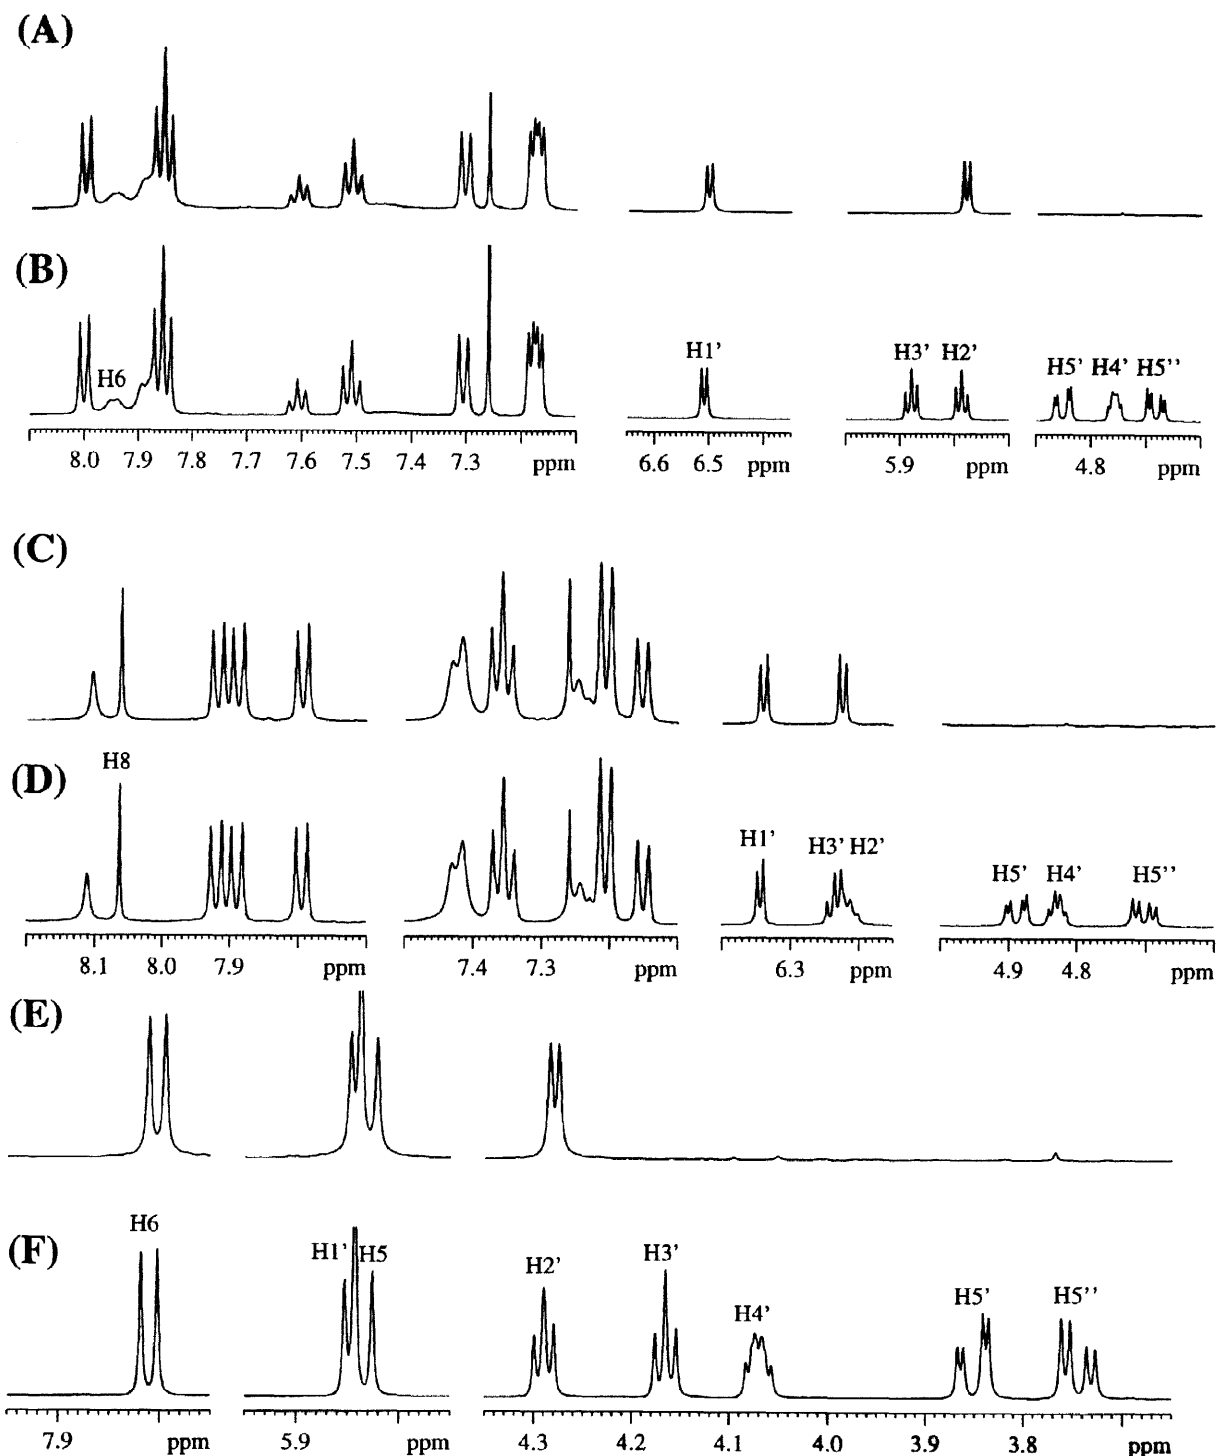 (A)
(B)
H6
H1'
H3' H2'
H5' H4' H5''
8.0 7.9 7.8 7.7 7.6 7.5 7.4 7.3 ppm
6.6 6.5 ppm
5.9 ppm
4.8 ppm
(C)
(D)
H8
H1'
H3' H2'
H5' H4' H5''
8.1 8.0 7.9 ppm
7.4 7.3 ppm
6.3 ppm
4.9 4.8 ppm
(E)
(F)
H6
H1' H5
H2'
H3'
H4'
H5'
H5''
7.9 ppm
5.9 ppm
4.3 4.2 4.1 4.0 3.9 3.8 ppm